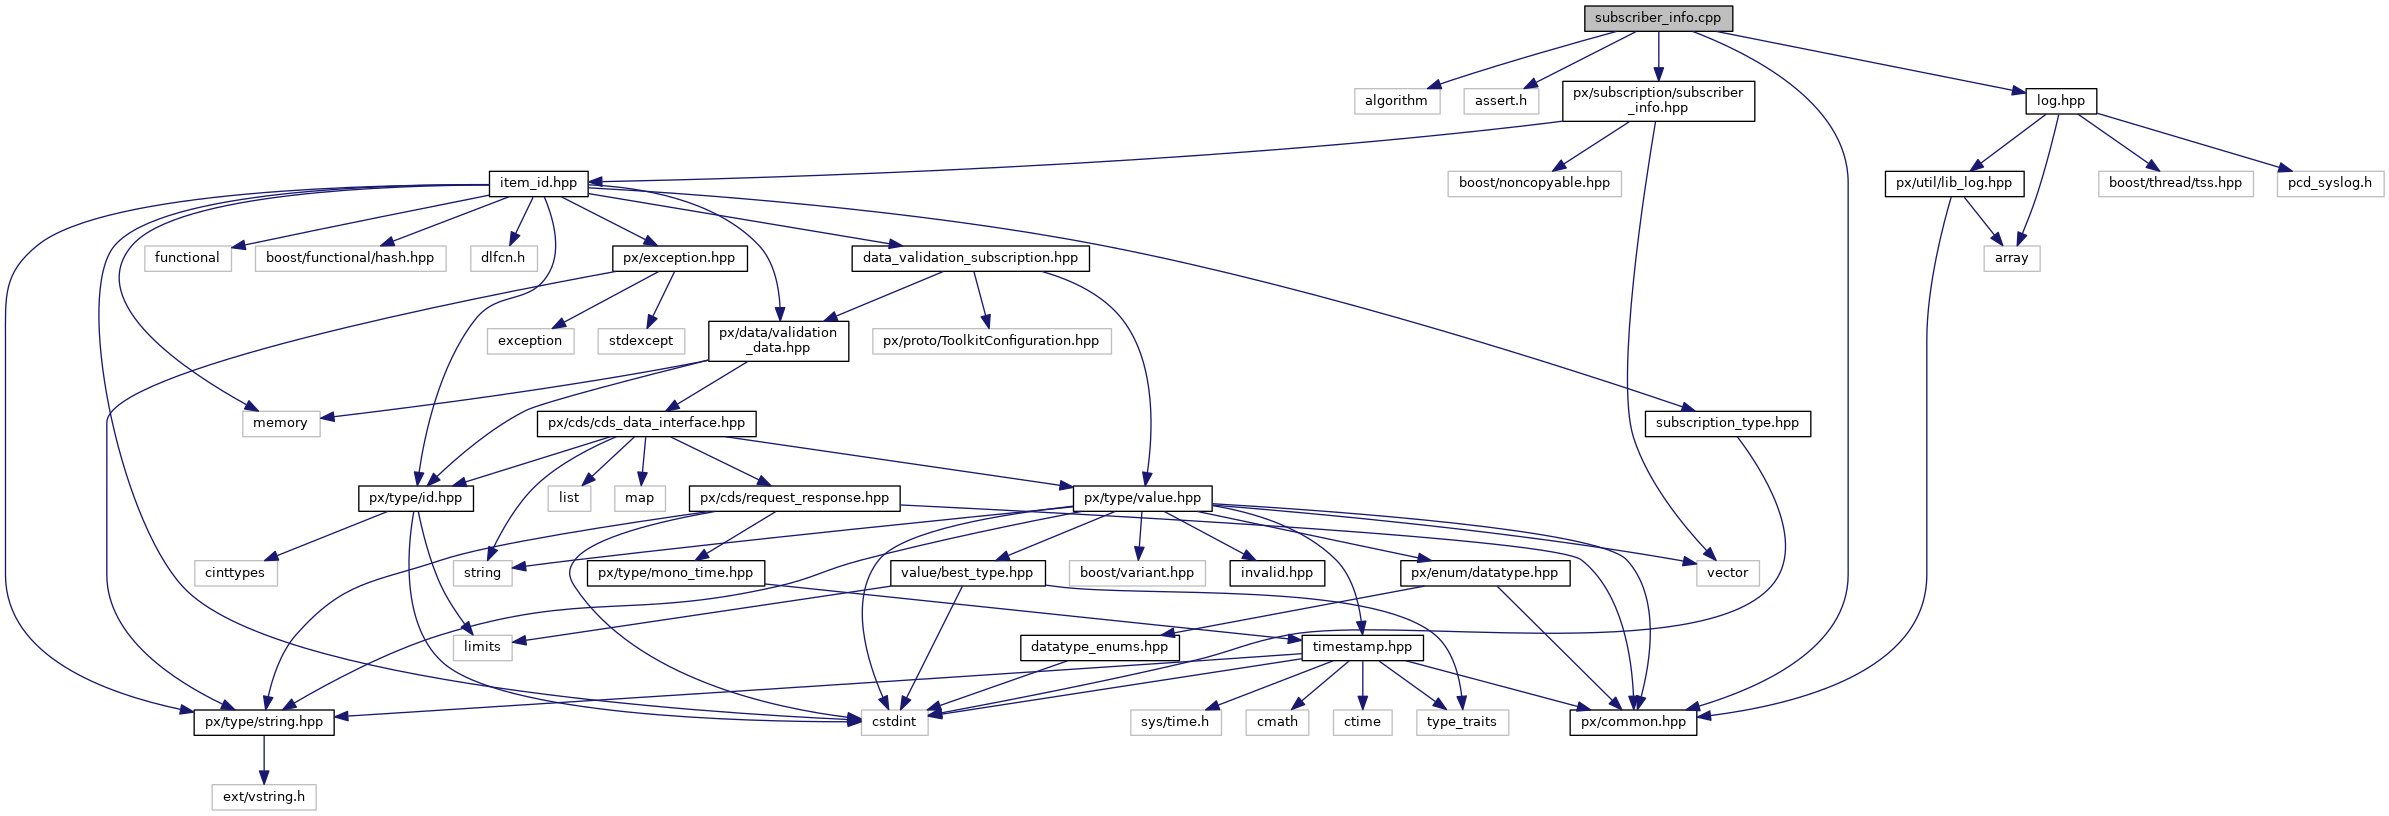 subscriber_info.cpp
algorithm
assert.h
px/subscription/subscriber
_info.hpp
log.hpp
item_id.hpp
boost/noncopyable.hpp
px/util/lib_log.hpp
boost/thread/tss.hpp
pcd_syslog.h
functional
boost/functional/hash.hpp
dlfcn.h
px/exception.hpp
data_validation_subscription.hpp
array
exception
stdexcept
px/data/validation
_data.hpp
px/proto/ToolkitConfiguration.hpp
memory
px/cds/cds_data_interface.hpp
subscription_type.hpp
px/type/id.hpp
list
map
px/cds/request_response.hpp
px/type/value.hpp
cinttypes
string
px/type/mono_time.hpp
value/best_type.hpp
boost/variant.hpp
invalid.hpp
px/enum/datatype.hpp
vector
limits
datatype_enums.hpp
timestamp.hpp
px/type/string.hpp
cstdint
sys/time.h
cmath
ctime
type_traits
px/common.hpp
ext/vstring.h